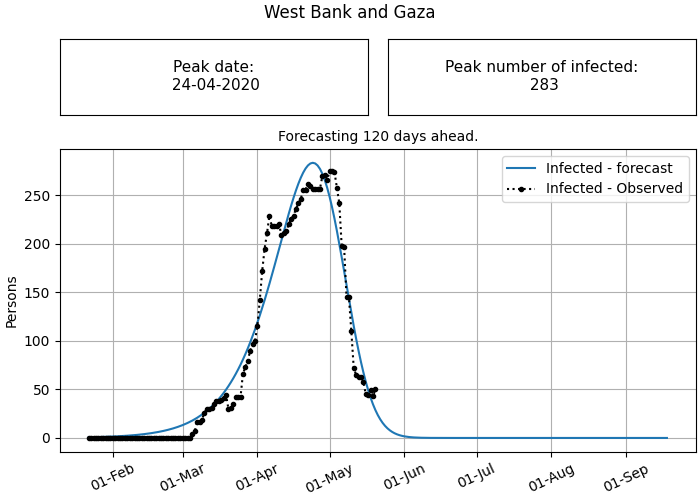 West Bank and Gaza
Peak date:
24-04-2020
Peak number of infected:
283
Forecasting 120 days ahead.
Infected - forecast
Infected - Observed
Persons
250
200
150
100
50
0
01-Feb
01-Mar
01-Apr
01-May
01-Jun
01-Jul
01-Aug
01-Sep